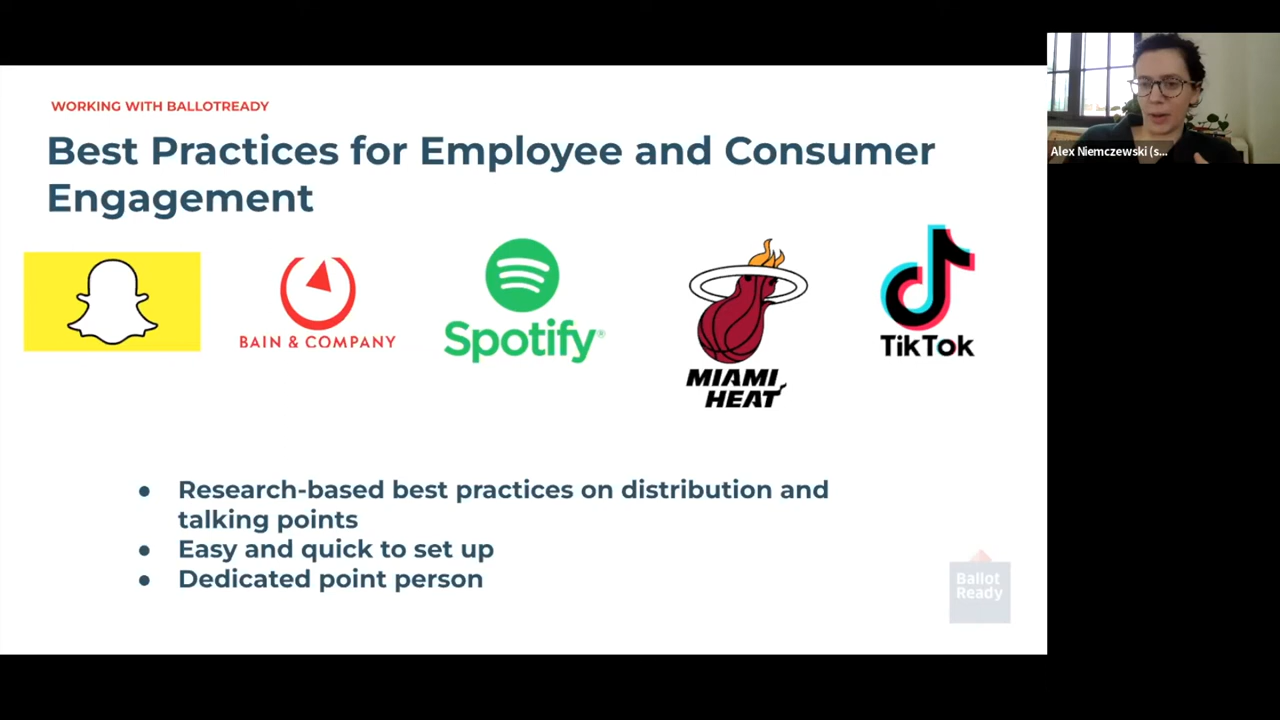 WORKING WITH BALLOTREADY
Best Practices for Employee and Consumer
Engagement
BAIN & COMPANY
Spotify®
MIAMI
HEAT
TikTok
● Research-based best practices on distribution and
talking points
● Easy and quick to set up
● Dedicated point person
Ballot
Ready
Alex Niemczewski (s...